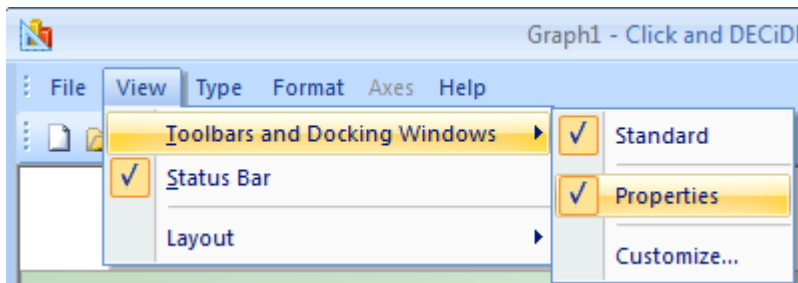 Graph1 - Click and DECiD
File View Type Format Axes Help
Toolbars and Docking Windows
Standard
Status Bar
Properties
Layout
Customize...